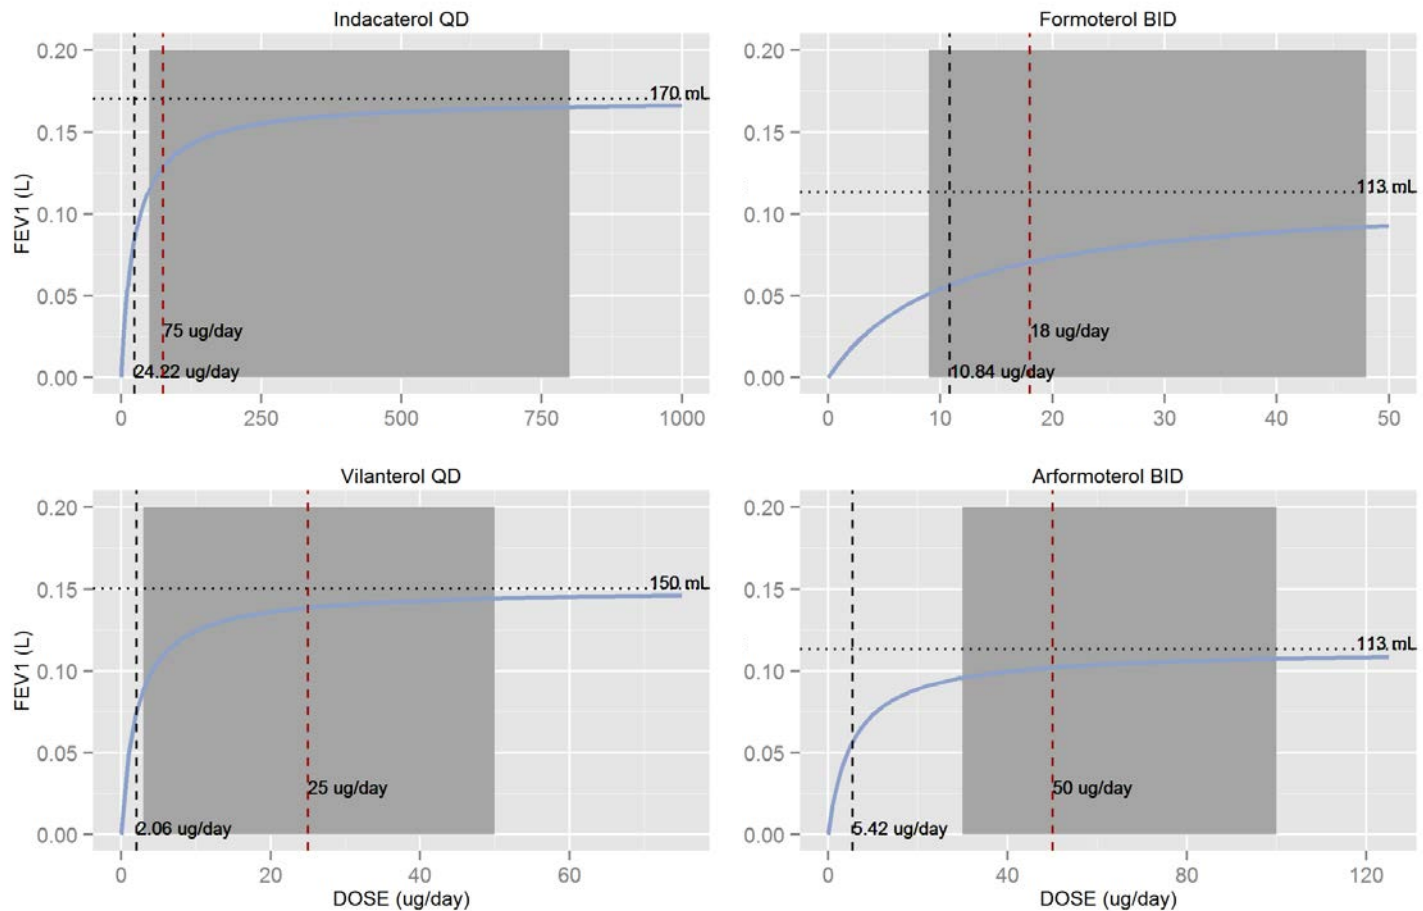 Indacaterol QD
FEV1 (L)
0.20
0.15
0.10
0.05
0.00
170 mL
75 ug/day
24.22 ug/day
0 250 500 750 1000
Formoterol BID
0.20
0.15
0.10
0.05
0.00
113 mL
18 ug/day
10.84 ug/day
0 10 20 30 40 50
Vilanterol QD
FEV1 (L)
0.20
0.15
0.10
0.05
0.00
150 mL
25 ug/day
2.06 ug/day
0 20 40 60
DOSE (ug/day)
Arformoterol BID
0.20
0.15
0.10
0.05
0.00
113 mL
50 ug/day
5.42 ug/day
0 40 80 120
DOSE (ug/day)